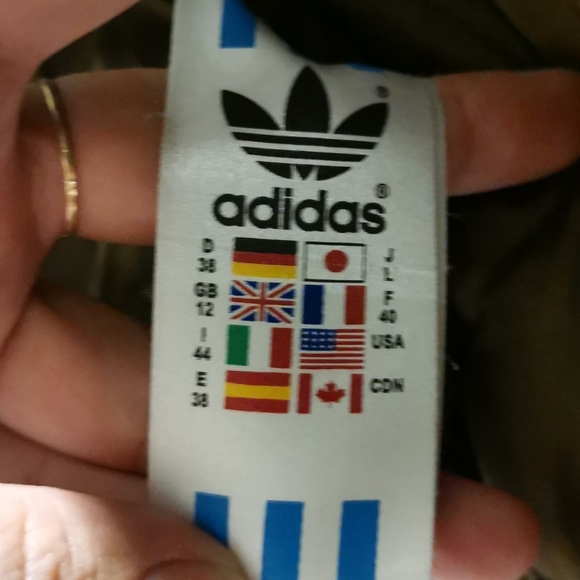 ®
adidas®
D 38 J L
GB 12 F 40
I 44 USA
E 38 CDN